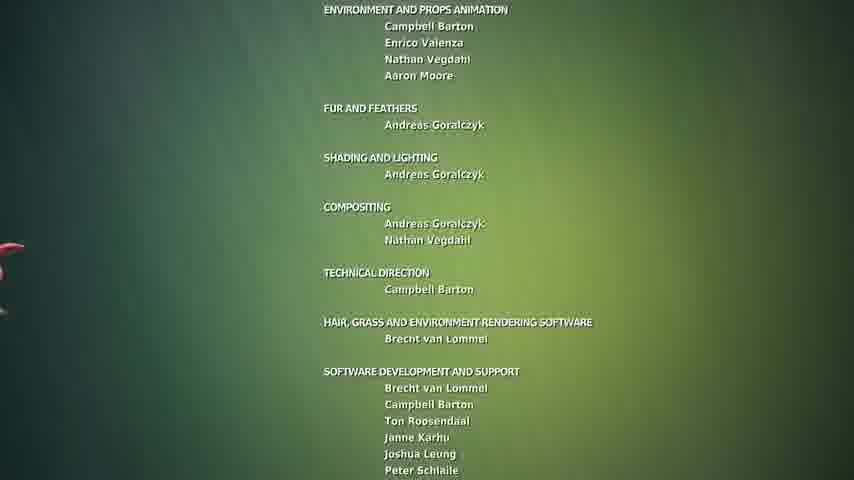 ENVIRONMENT AND PROPS ANIMATION
Campbell Barton
Enrico Valenza
Nathan Vegdahl
Aaron Moore
FUR AND FEATHERS
Andreas Goralczyk
SHADING AND LIGHTING
Andreas Goralczyk
COMPOSITING
Andreas Goralczyk
Nathan Vegdahl
TECHNICAL DIRECTION
Campbell Barton
HAIR, GRASS AND ENVIRONMENT RENDERING SOFTWARE
Brecht van Lommel
SOFTWARE DEVELOPMENT AND SUPPORT
Brecht van Lommel
Campbell Barton
Ton Roosendaal
Janne Karhu
Joshua Leung
Peter Schlaile